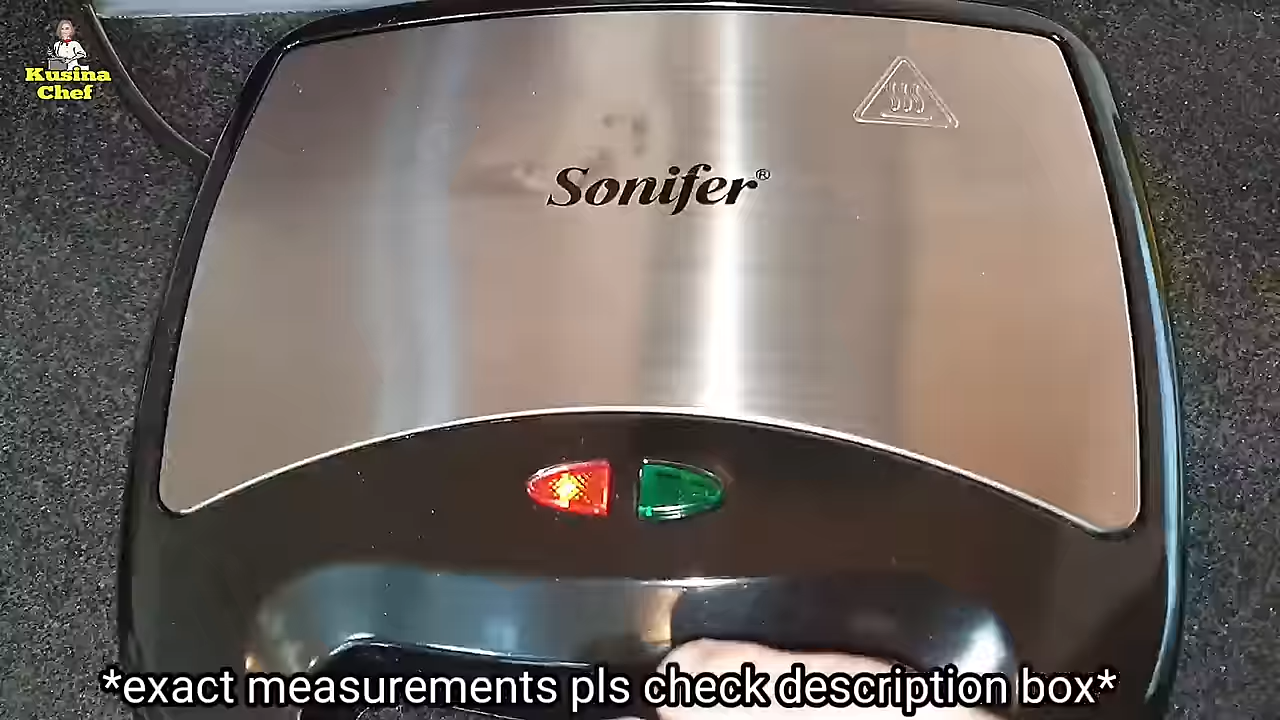 Kusina
Chef
Sonifer®
*exact measurements pls check description box*